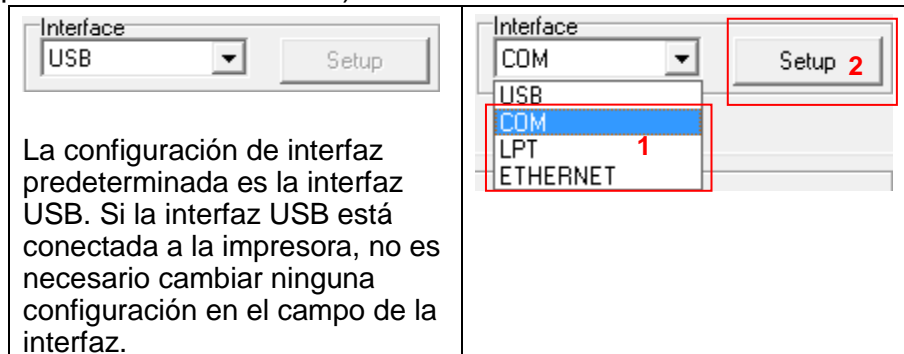 Interface
USB
Setup
La configuración de interfaz
predeterminada es la interfaz
USB. Si la interfaz USB está
conectada a la impresora, no es
necesario cambiar ninguna
configuración en el campo de la
interfaz.
Interface
COM
Setup 2
USB
COM
LPT 1
ETHERNET